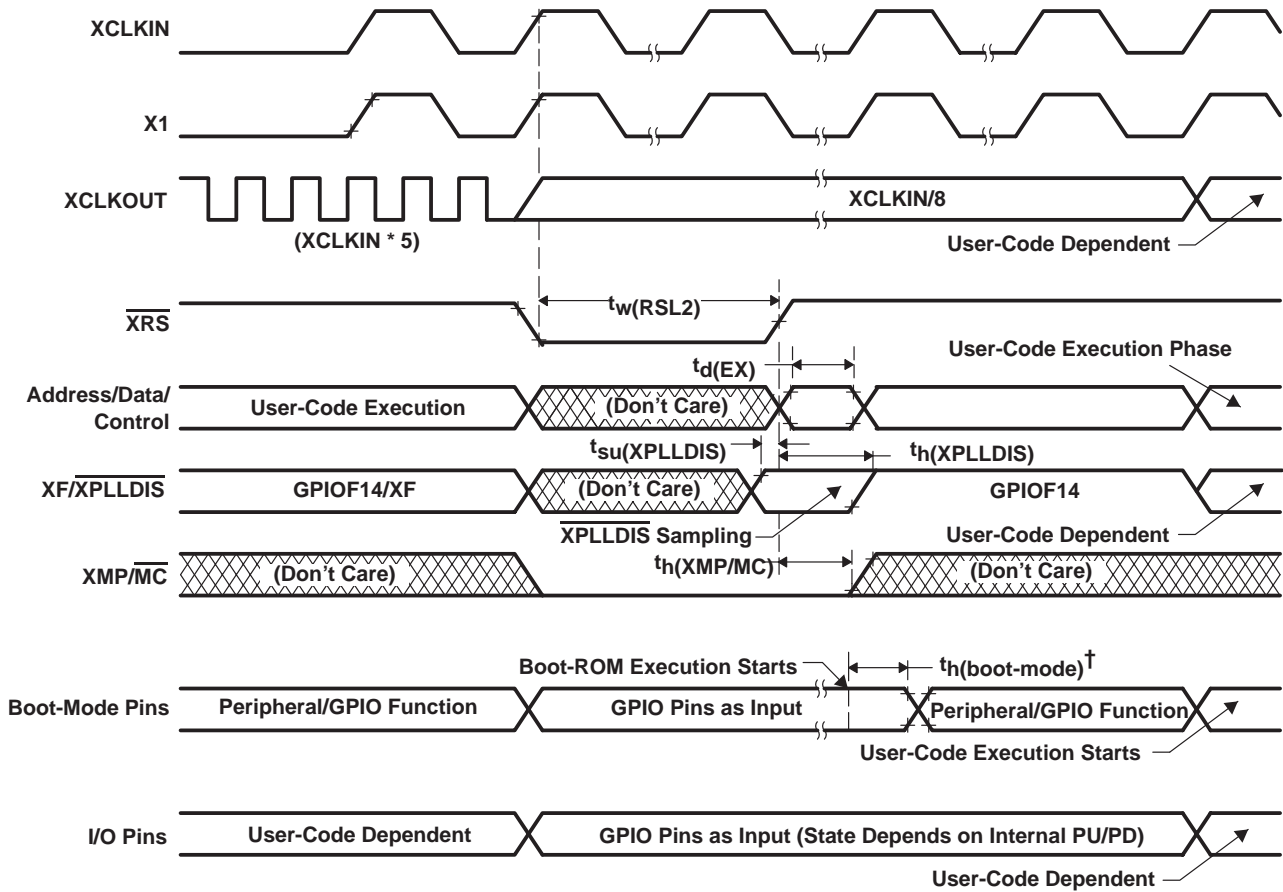 XCLKIN
X1
XCLKOUT
(XCLKIN * 5)
XCLKIN/8
User-Code Dependent
XRS
tw(RSL2)
User-Code Execution Phase
td(EX)
Address/Data/
Control
User-Code Execution
(Don't Care)
tsu(XPLLDIS)
th(XPLLDIS)
XF/XPLLDIS
GPIOF14/XF
(Don't Care)
GPIOF14
XPLLDIS Sampling
User-Code Dependent
XMP/MC
(Don't Care)
th(XMP/MC)
(Don't Care)
Boot-ROM Execution Starts
th(boot-mode)†
Boot-Mode Pins
Peripheral/GPIO Function
GPIO Pins as Input
Peripheral/GPIO Function
User-Code Execution Starts
I/O Pins
User-Code Dependent
GPIO Pins as Input (State Depends on Internal PU/PD)
User-Code Dependent